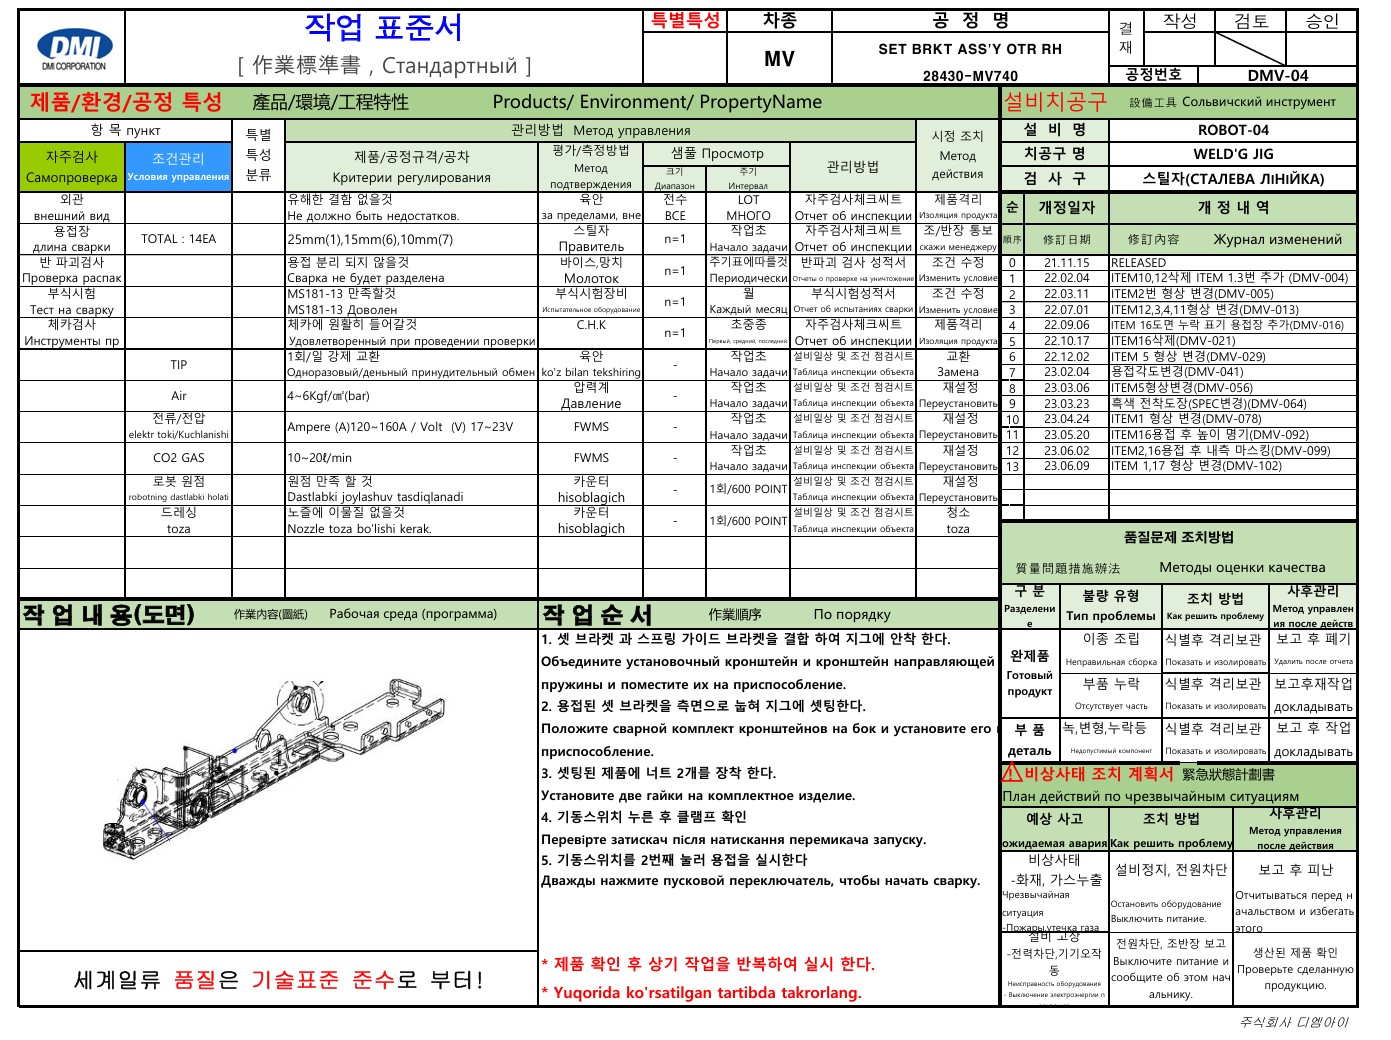 DMI
DMI CORPORATION
작업 표준서
[ 作業標準書 , Стандартный ]
특별특성
차종
MV
공 정 명
SET BRKT ASS'Y OTR RH
28430-MV740
결재
작성
검토
승인
공정번호
DMV-04
제품/환경/공정 특성 產品/環境/工程特性 Products/ Environment/ PropertyName
항 목 пункт
특별
특성
분류
관리방법 Метод управления
시정 조치
Метод
действия
자주검사
Самопроверка
조건관리
Условия управления
제품/공정규격/공차
Критерии регулирования
평가/측정방법
Метод
подтверждения
샘풀 Просмотр
크기
Диапазон
주기
Интервал
관리방법
외관
внешний вид
유해한 결함 없을것
Не должно быть недостатков.
육안
за пределами, вне
전수
ВСЕ
LOT
МНОГО
자주검사체크씨트
Отчет об инспекции
제품격리
Изоляция продукта
용접장
длина сварки
TOTAL : 14EA
25mm(1),15mm(6),10mm(7)
스틸자
Правитель
n=1
작업초
Начало задачи
자주검사체크씨트
Отчет об инспекции
조/반장 통보
скажи менеджеру
반 파괴검사
Проверка распак
용접 분리 되지 않을것
Сварка не будет разделена
바이스,망치
Молоток
n=1
주기표에따를것
Периодически
반파괴 검사 성적서
Отчеты о проверке на уничтожение
조건 수정
Изменить условие
부식시험
Тест на сварку
MS181-13 만족할것
MS181-13 Доволен
부식시험장비
Испытательное оборудование
n=1
월
Каждый месяц
부식시험성적서
Отчет об испытаниях сварки
조건 수정
Изменить условие
체카검사
Инструменты пр
체카에 원활히 들어갈것
Удовлетворенный при проведении проверки
C.H.K
n=1
초중종
Первый, средний, последний.
자주검사체크씨트
Отчет об инспекции
제품격리
Изоляция продукта
TIP
1회/일 강제 교환
Одноразовый/деньный принудительный обмен
육안
ko'z bilan tekshiring
-
작업초
Начало задачи
설비일상 및 조건 점검시트
Таблица инспекции объекта
교환
Замена
Air
4~6Kgf/㎠(bar)
압력계
Давление
-
작업초
Начало задачи
설비일상 및 조건 점검시트
Таблица инспекции объекта
재설정
Переустановить
전류/전압
elektr toki/Kuchlanishi
Ampere (A)120~160A / Volt (V) 17~23V
FWMS
-
작업초
Начало задачи
설비일상 및 조건 점검시트
Таблица инспекции объекта
재설정
Переустановить
CO2 GAS
10~20ℓ/min
FWMS
-
작업초
Начало задачи
설비일상 및 조건 점검시트
Таблица инспекции объекта
재설정
Переустановить
로봇 원점
robotning dastlabki holati
원점 만족 할 것
Dastlabki joylashuv tasdiqlanadi
카운터
hisoblagich
-
1회/600 POINT
설비일상 및 조건 점검시트
Таблица инспекции объекта
재설정
Переустановить
드레싱
toza
노즐에 이물질 없을것
Nozzle toza bo'lishi kerak.
카운터
hisoblagich
-
1회/600 POINT
설비일상 및 조건 점검시트
Таблица инспекции объекта
청소
toza
설비치공구 設備工具 Сольвический инструмент
설 비 명
ROBOT-04
치공구 명
WELD'G JIG
검 사 구
스틸자(СТАЛЕВА ЛІНІЙКА)
순 개정일자 개 정 내 역
順序 修訂日期 修訂內容 Журнал изменений
0 21.11.15 RELEASED
1 22.02.04 ITEM10,12삭제 ITEM 1.3번 추가 (DMV-004)
2 22.03.11 ITEM2번 형상 변경(DMV-005)
3 22.07.01 ITEM12,3,4,11형상 변경(DMV-013)
4 22.09.06 ITEM 16도면 누락 표기 용접장 추가(DMV-016)
5 22.10.17 ITEM16삭제(DMV-021)
6 22.12.02 ITEM 5 형상 변경(DMV-029)
7 23.02.04 용접각도변경(DMV-041)
8 23.03.06 ITEM5형상변경(DMV-056)
9 23.03.23 흑색 전착도장(SPEC변경)(DMV-064)
10 23.04.24 ITEM1 형상 변경(DMV-078)
11 23.05.20 ITEM16용접 후 높이 명기(DMV-092)
12 23.06.02 ITEM2,16용접 후 내측 마스킹(DMV-099)
13 23.06.09 ITEM 1,17 형상 변경(DMV-102)
품질문제 조치방법
質量問題措施辦法 Методы оценки качества
구 분
Разделени
е
불량 유형
Тип проблемы
조치 방법
Как решить проблему
사후관리
Метод управлен
ия после действ
완제품
Готовый
продукт
이종 조립
Неправильная сборка
식별후 격리보관
Показать и изолировать
보고 후 폐기
Удалить после отчета
부품 누락
Отсутствует часть
식별후 격리보관
Показать и изолировать
보고후재작업
докладывать
부 품
деталь
녹,변형,누락등
Недопустимый компонент
식별후 격리보관
Показать и изолировать
보고 후 작업
докладывать
비상사태 조치 계획서 緊急狀態計劃書
План действий по чрезвычайным ситуациям
예상 사고
ожидаемая авария
조치 방법
Как решить проблему
사후관리
Метод управления
после действия
비상사태
-화재, 가스누출
Чрезвычайная
ситуация
-Пожары,утечка газа
설비정지, 전원차단
Остановить оборудование
Выключить питание.
보고 후 피난
Отчитываться перед н
ачальством и избегать
этого
설비 고장
-전력차단,기기오작
동
Неисправность оборудования
- Выключение электроэнергии п
전원차단, 조반장 보고
Выключите питание и
сообщите об этом нач
альнику.
생산된 제품 확인
Проверьте сделанную
продукцию.
작 업 내 용(도면) 作業內容(圖紙) Рабочая среда (программа)
세계일류 품질은 기술표준 준수로 부터!
작 업 순 서 作業順序 По порядку
1. 셋 브라켓 과 스프링 가이드 브라켓을 결합 하여 지그에 안착 한다.
Объедините установочный кронштейн и кронштейн направляющей
пружины и поместите их на приспособление.
2. 용접된 셋 브라켓을 측면으로 눕혀 지그에 셋팅한다.
Положите сварной комплект кронштейнов на бок и установите его н
приспособление.
3. 셋팅된 제품에 너트 2개를 장착 한다.
Установите две гайки на комплектное изделие.
4. 기동스위치 누른 후 클램프 확인
Перевірте затискач після натискання перемикача запуску.
5. 기동스위치를 2번째 눌러 용접을 실시한다
Дважды нажмите пусковой переключатель, чтобы начать сварку.
* 제품 확인 후 상기 작업을 반복하여 실시 한다.
* Yuqorida ko'rsatilgan tartibda takrorlang.
주식회사 디엠아이